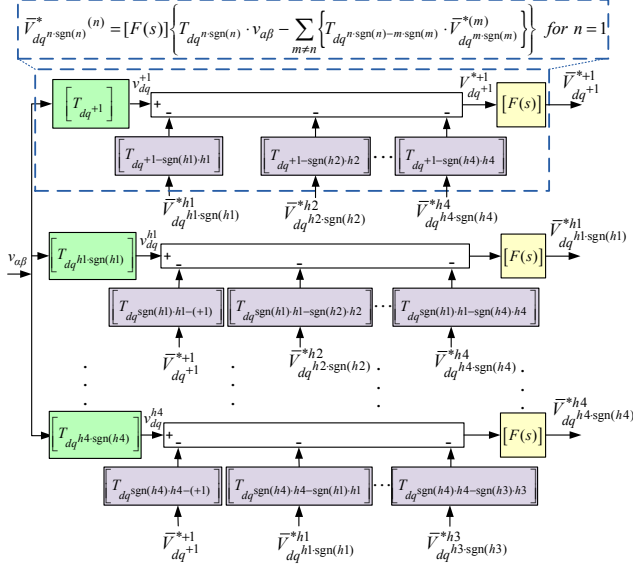 V̄*_{dq^{n·sgn(n)}}^{(n)} = [F(s)]{T_{dq^{n·sgn(n)}} · v_{αβ} − ∑_{m≠n}{T_{dq^{n·sgn(n)−m·sgn(m)}} · V̄_{dq^{m·sgn(m)}}^{*(m)}}} for n = 1
[T_{dq^{+1}}] v_{dq}^{+1} + - - - V_{dq^{+1}}^{*+1} [F(s)] V̄_{dq^{+1}}^{*+1}
[T_{dq^{+1−sgn(h1)·h1}}] [T_{dq^{+1−sgn(h2)·h2}}] ... [T_{dq^{+1−sgn(h4)·h4}}]
V̄_{dq^{h1·sgn(h1)}}^{*h1} V̄_{dq^{h2·sgn(h2)}}^{*h2} V̄_{dq^{h4·sgn(h4)}}^{*h4}
v_{αβ} [T_{dq^{h1·sgn(h1)}}] v_{dq}^{h1} + - - - [F(s)] V̄_{dq^{h1·sgn(h1)}}^{*h1}
[T_{dq^{sgn(h1)·h1−(+1)}}] [T_{dq^{sgn(h1)·h1−sgn(h2)·h2}}] ... [T_{dq^{sgn(h1)·h1−sgn(h4)·h4}}]
V̄_{dq^{+1}}^{*+1} V̄_{dq^{h2·sgn(h2)}}^{*h2} V̄_{dq^{h4·sgn(h4)}}^{*h4}
[T_{dq^{h4·sgn(h4)}}] v_{dq}^{h4} + - - - [F(s)] V̄_{dq^{h4·sgn(h4)}}^{*h4}
[T_{dq^{sgn(h4)·h4−(+1)}}] [T_{dq^{sgn(h4)·h4−sgn(h1)·h1}}] ... [T_{dq^{sgn(h4)·h4−sgn(h3)·h3}}]
V̄_{dq^{+1}}^{*+1} V̄_{dq^{h1·sgn(h1)}}^{*h1} V̄_{dq^{h3·sgn(h3)}}^{*h3}